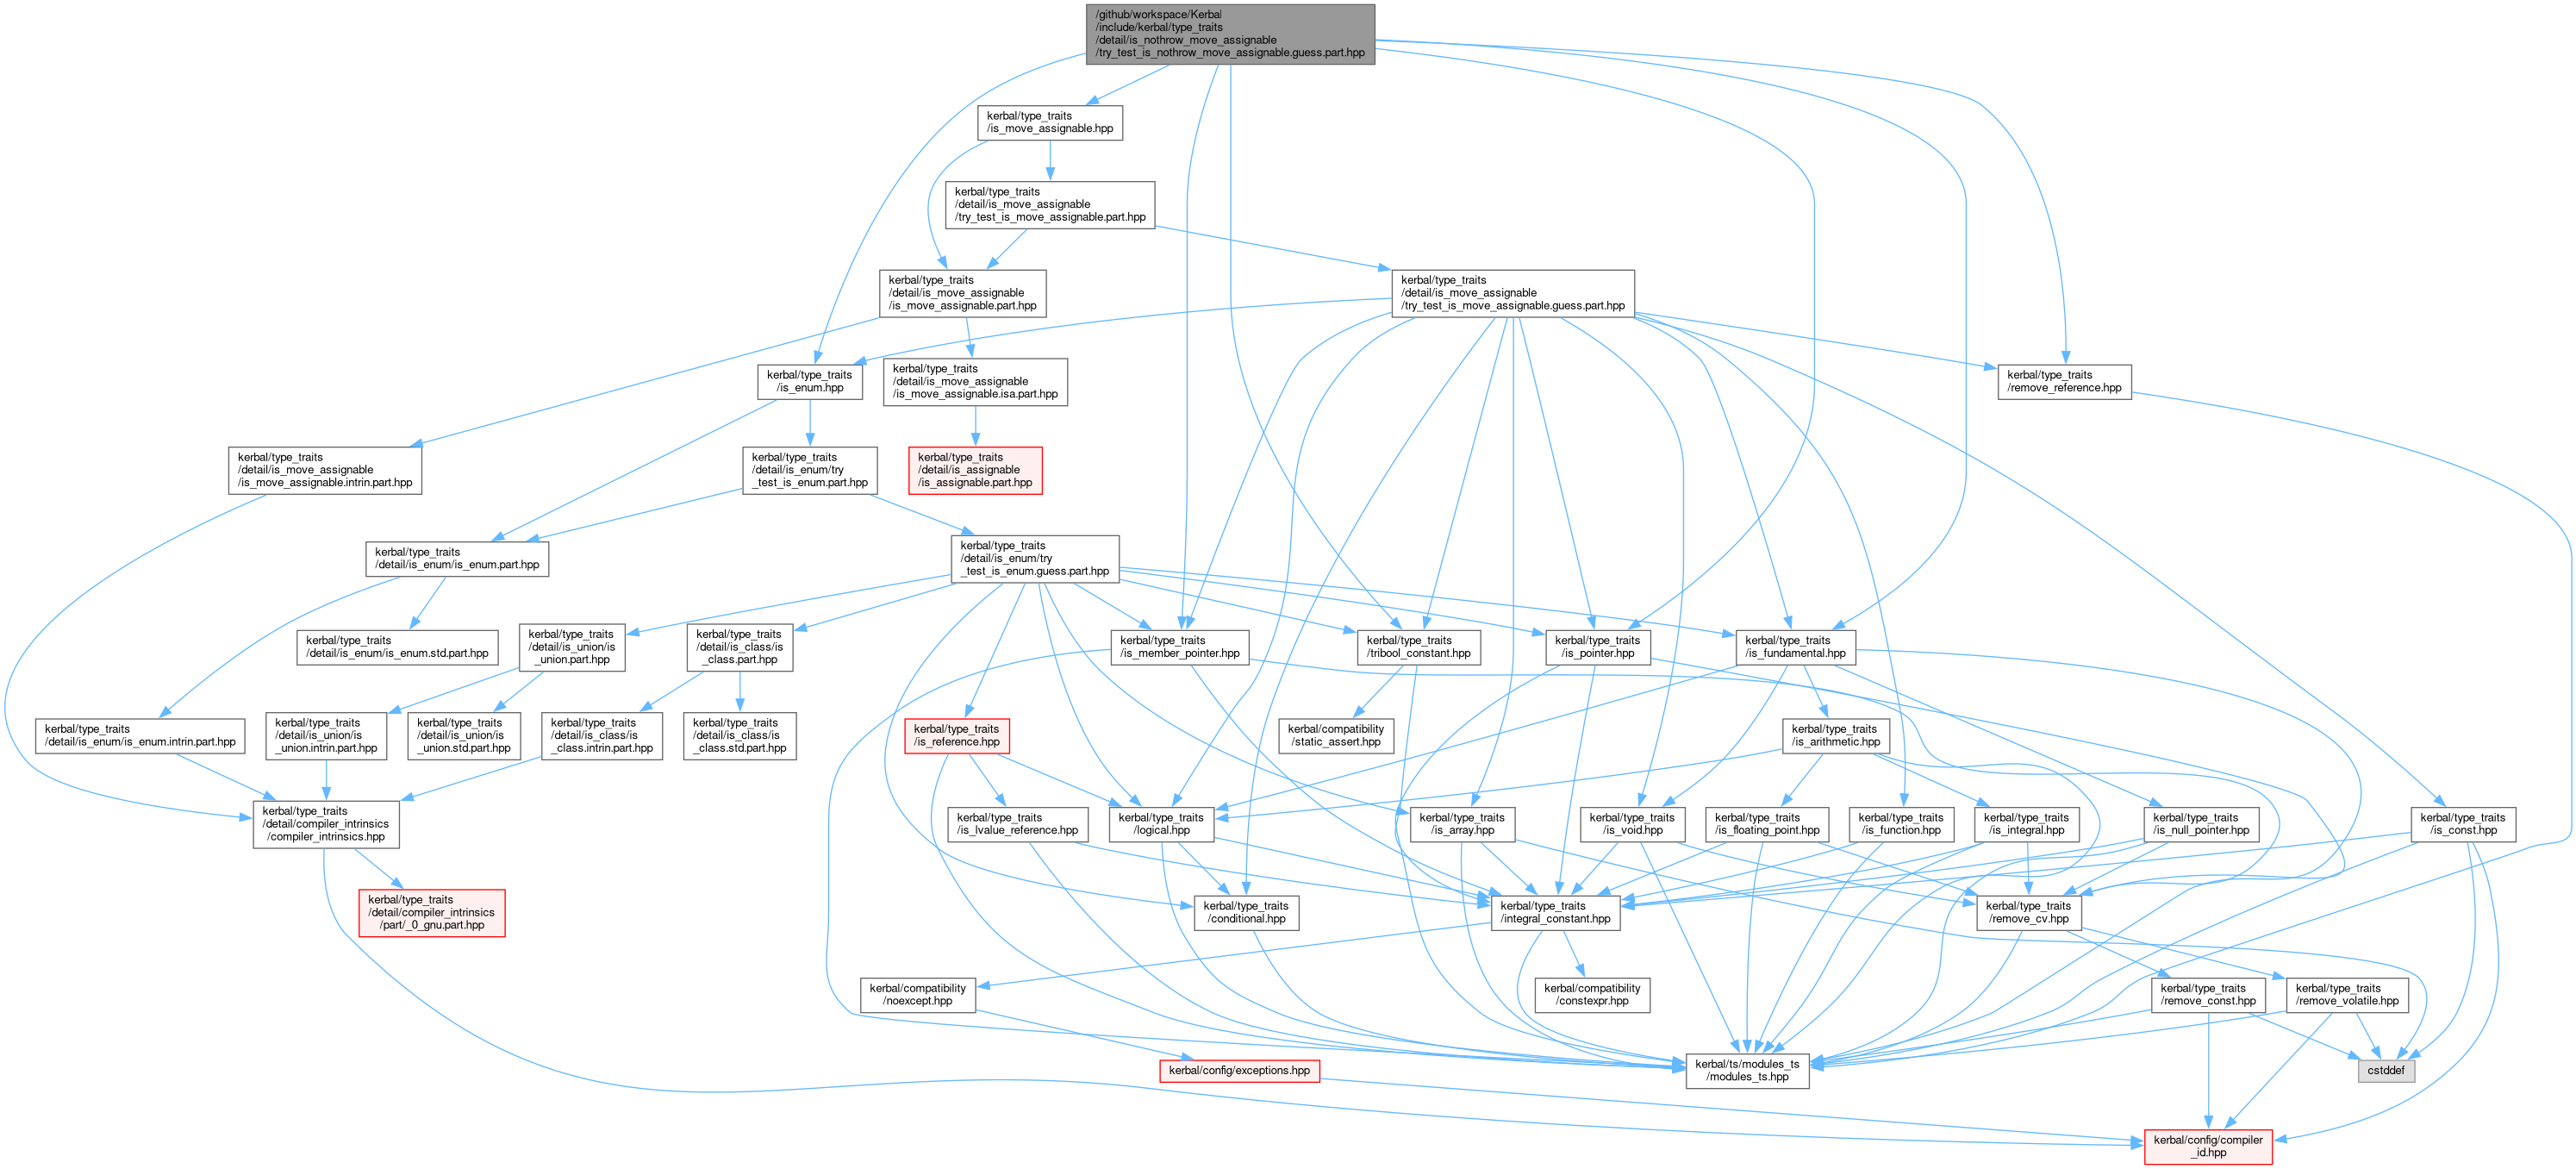 /github/workspace/Kerbal
/include/kerbal/type_traits
/detail/is_nothrow_move_assignable
/try_test_is_nothrow_move_assignable.guess.part.hpp
kerbal/type_traits
/is_move_assignable.hpp
kerbal/type_traits
/detail/is_move_assignable
/try_test_is_move_assignable.part.hpp
kerbal/type_traits
/detail/is_move_assignable
/is_move_assignable.part.hpp
kerbal/type_traits
/detail/is_move_assignable
/try_test_is_move_assignable.guess.part.hpp
kerbal/type_traits
/is_enum.hpp
kerbal/type_traits
/detail/is_move_assignable
/is_move_assignable.isa.part.hpp
kerbal/type_traits
/remove_reference.hpp
kerbal/type_traits
/detail/is_move_assignable
/is_move_assignable.intrin.part.hpp
kerbal/type_traits
/detail/is_enum/try
_test_is_enum.part.hpp
kerbal/type_traits
/detail/is_assignable
/is_assignable.part.hpp
kerbal/type_traits
/detail/is_enum/is_enum.part.hpp
kerbal/type_traits
/detail/is_enum/try
_test_is_enum.guess.part.hpp
kerbal/type_traits
/detail/is_enum/is_enum.std.part.hpp
kerbal/type_traits
/detail/is_union/is
_union.part.hpp
kerbal/type_traits
/detail/is_class/is
_class.part.hpp
kerbal/type_traits
/is_member_pointer.hpp
kerbal/type_traits
/tribool_constant.hpp
kerbal/type_traits
/is_pointer.hpp
kerbal/type_traits
/is_fundamental.hpp
kerbal/type_traits
/detail/is_enum/is_enum.intrin.part.hpp
kerbal/type_traits
/detail/is_union/is
_union.intrin.part.hpp
kerbal/type_traits
/detail/is_union/is
_union.std.part.hpp
kerbal/type_traits
/detail/is_class/is
_class.intrin.part.hpp
kerbal/type_traits
/detail/is_class/is
_class.std.part.hpp
kerbal/type_traits
/is_reference.hpp
kerbal/compatibility
/static_assert.hpp
kerbal/type_traits
/is_arithmetic.hpp
kerbal/type_traits
/detail/compiler_intrinsics
/compiler_intrinsics.hpp
kerbal/type_traits
/is_lvalue_reference.hpp
kerbal/type_traits
/logical.hpp
kerbal/type_traits
/is_array.hpp
kerbal/type_traits
/is_void.hpp
kerbal/type_traits
/is_floating_point.hpp
kerbal/type_traits
/is_function.hpp
kerbal/type_traits
/is_integral.hpp
kerbal/type_traits
/is_null_pointer.hpp
kerbal/type_traits
/is_const.hpp
kerbal/type_traits
/detail/compiler_intrinsics
/part/_0_gnu.part.hpp
kerbal/type_traits
/conditional.hpp
kerbal/type_traits
/integral_constant.hpp
kerbal/type_traits
/remove_cv.hpp
kerbal/compatibility
/noexcept.hpp
kerbal/compatibility
/constexpr.hpp
kerbal/type_traits
/remove_const.hpp
kerbal/type_traits
/remove_volatile.hpp
kerbal/config/exceptions.hpp
kerbal/ts/modules_ts
/modules_ts.hpp
cstddef
kerbal/config/compiler
_id.hpp